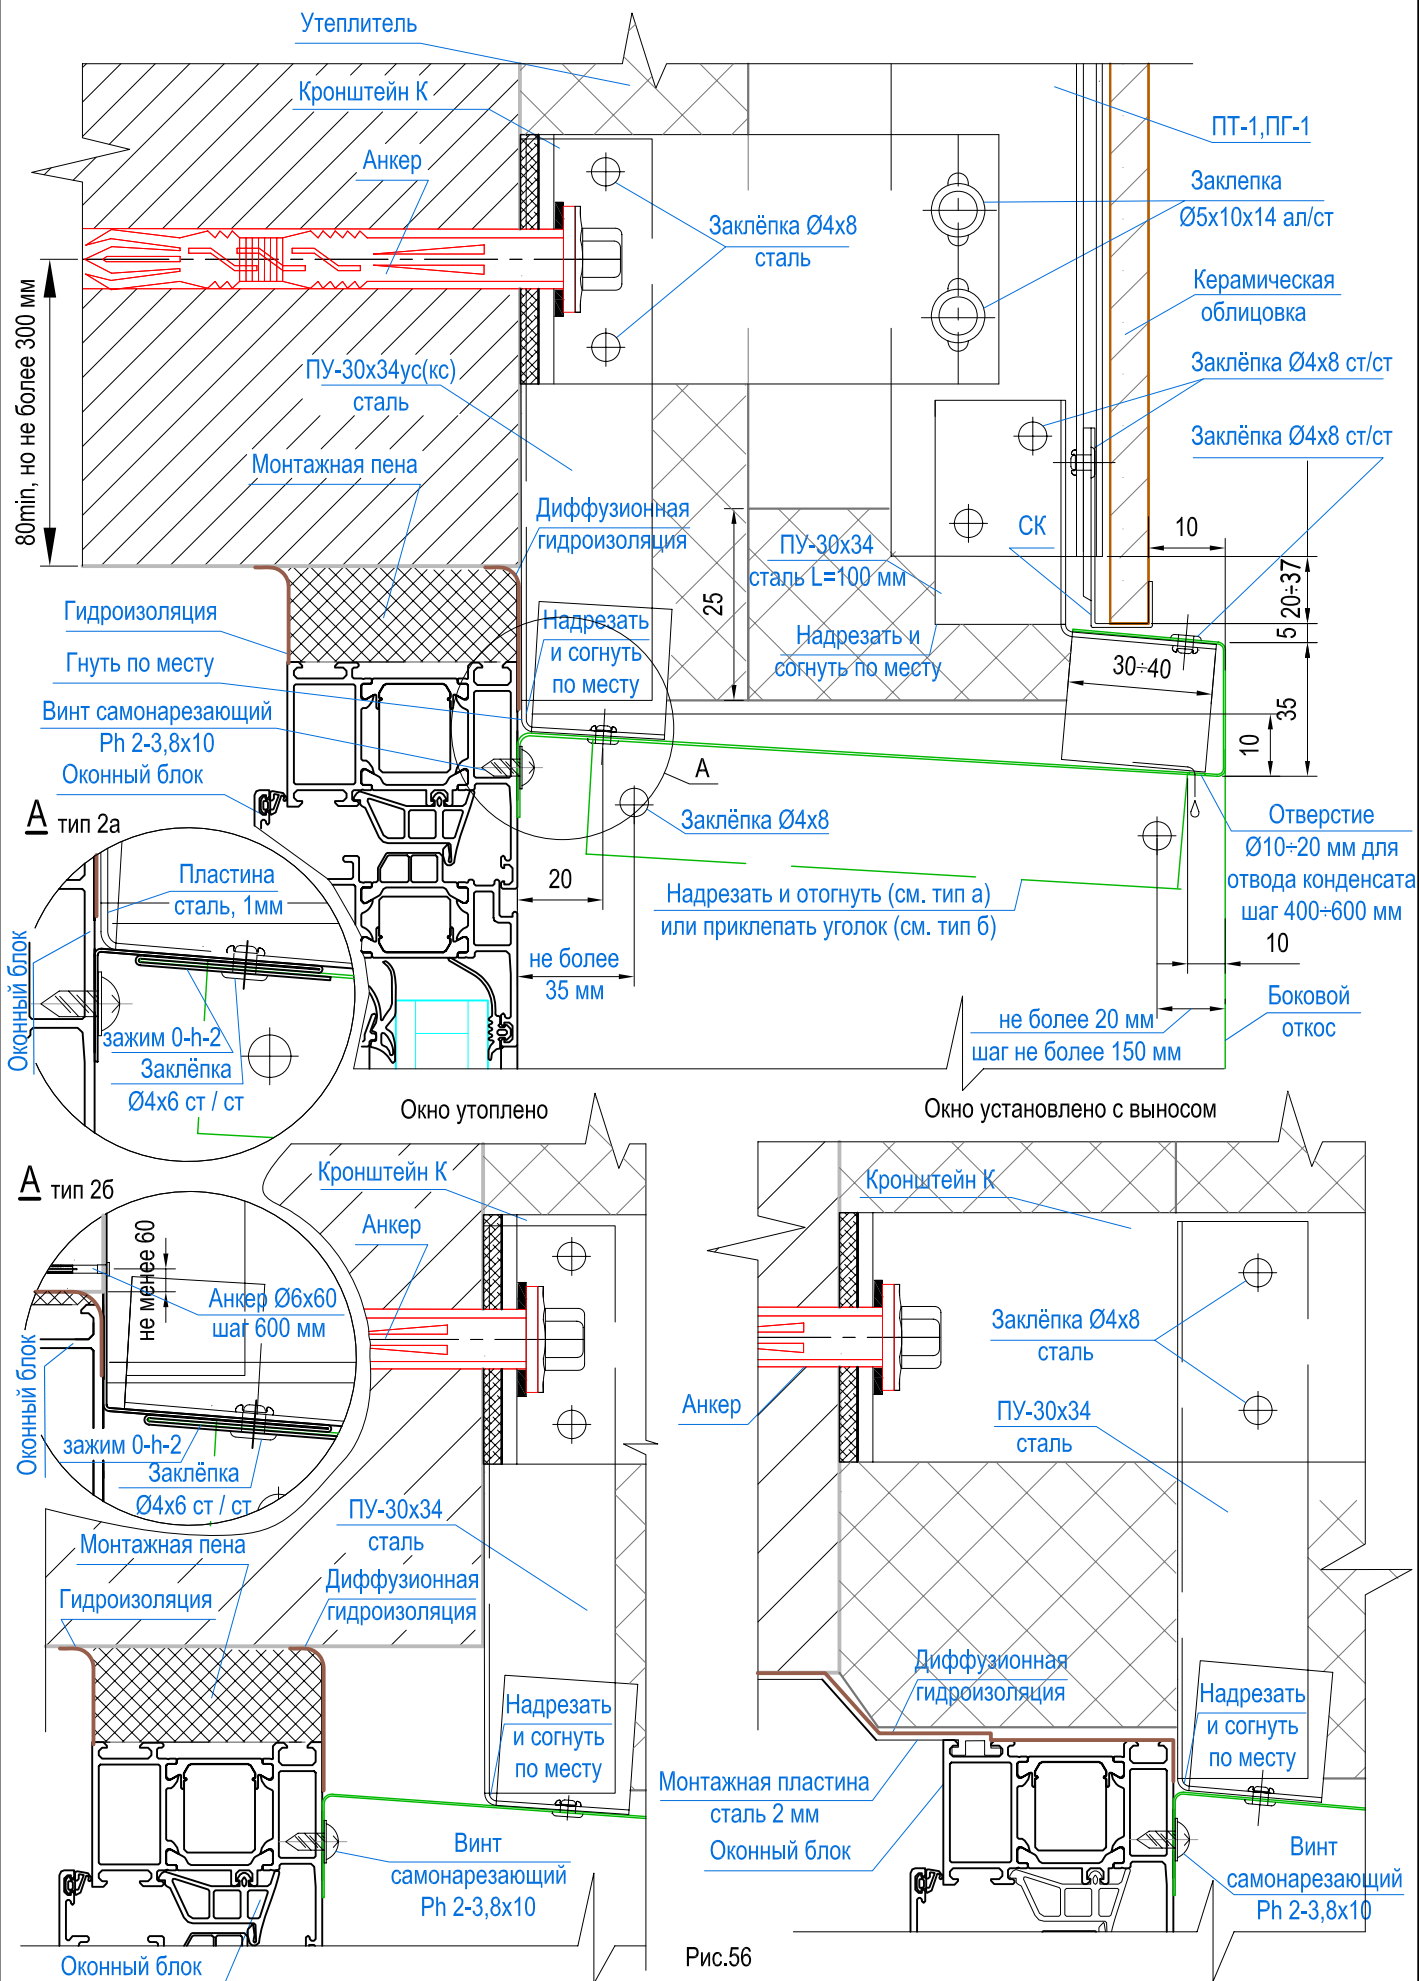 Утеплитель
Кронштейн К
ПТ-1,ПГ-1
Анкер
Заклепка
Ø5х10х14 ал/ст
Заклёпка Ø4х8
сталь
Керамическая
облицовка
80min, но не более 300 мм
ПУ-30х34ус(кс)
сталь
Заклёпка Ø4х8 ст/ст
Заклёпка Ø4х8 ст/ст
Монтажная пена
Диффузионная
гидроизоляция
СК
10
ПУ-30х34
сталь L=100 мм
25
20÷37
5
Гидроизоляция
Надрезать
и согнуть
по месту
Надрезать и
согнуть по месту
Гнуть по месту
30÷40
35
10
Винт самонарезающий
Ph 2-3,8х10
Оконный блок
А
А тип 2а
Заклёпка Ø4х8
Отверстие
Ø10÷20 мм для
отвода конденсата
шаг 400÷600 мм
Пластина
сталь, 1мм
20
Надрезать и отогнуть (см. тип а)
или приклепать уголок (см. тип б)
10
не более
35 мм
Оконный блок
зажим 0-h-2
Заклёпка
Ø4х6 ст / ст
не более 20 мм
шаг не более 150 мм
Боковой
откос
Окно утоплено
Окно установлено с выносом
А тип 2б
Кронштейн К
Кронштейн К
Анкер
не менее 60
Анкер Ø6х60
шаг 600 мм
Заклёпка Ø4х8
сталь
Оконный блок
Анкер
ПУ-30х34
сталь
зажим 0-h-2
Заклёпка
Ø4х6 ст / ст
ПУ-30х34
сталь
Монтажная пена
Диффузионная
гидроизоляция
Гидроизоляция
Диффузионная
гидроизоляция
Надрезать
и согнуть
по месту
Надрезать
и согнуть
по месту
Монтажная пластина
сталь 2 мм
Оконный блок
Винт
самонарезающий
Ph 2-3,8х10
Винт
самонарезающий
Ph 2-3,8х10
Оконный блок
Рис.56